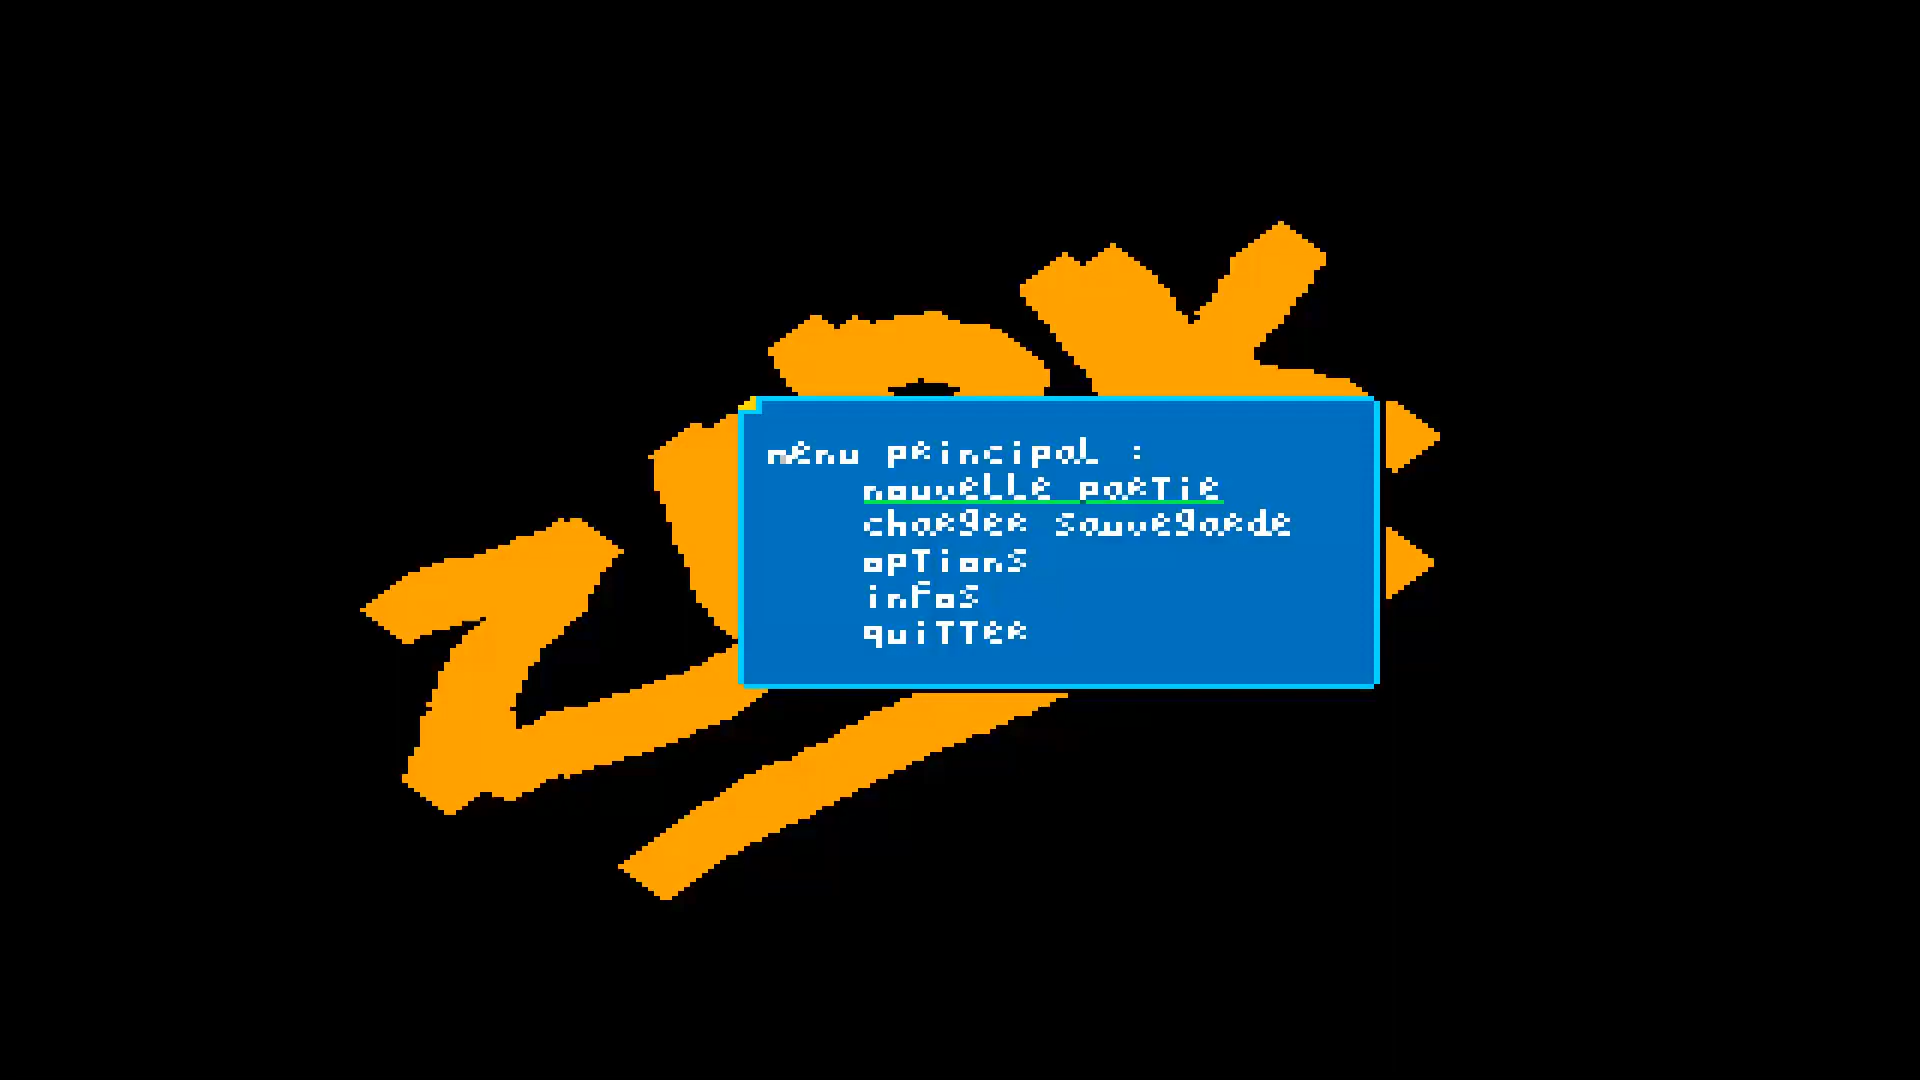 menu principal :
nouvelle partie
charger sauvegarde
options
infos
quitter